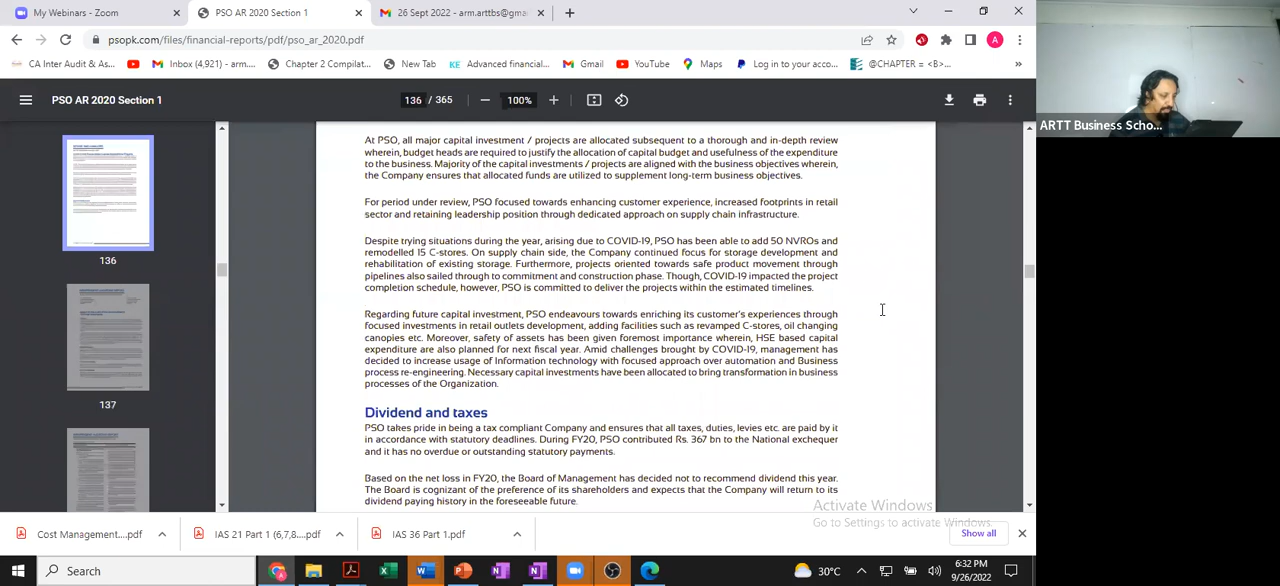 My Webinars - Zoom
PSO AR 2020 Section 1
26 Sept 2022 - arm.arttbs@gma
psopk.com/files/financial-reports/pdf/pso_ar_2020.pdf
A
CA Inter Audit & As...
Inbox (4,921) - arm....
Chapter 2 Compilat...
New Tab
KE Advanced financial...
Gmail
YouTube
Maps
Log in to your acco...
@CHAPTER = <B>...
»
PSO AR 2020 Section 1
136 / 365
100%
ARTT Business Scho...
136
137
At PSO, all major capital investment / projects are allocated subsequent to a thorough and in-depth review
wherein, budget heads are required to justify the allocation of capital budget and usefulness of the expenditure
to the business. Majority of the capital investments / projects are aligned with the business objectives wherein,
the Company ensures that allocated funds are utilized to supplement long-term business objectives.
For period under review, PSO focused towards enhancing customer experience, increased footprints in retail
sector and retaining leadership position through dedicated approach on supply chain infrastructure.
Despite trying situations during the year, arising due to COVID-19, PSO has been able to add 50 NVROs and
remodelled 15 C-stores. On supply chain side, the Company continued focus for storage development and
rehabilitation of existing storage. Furthermore, projects oriented towards safe product movement through
pipelines also sailed through to commitment and construction phase. Though, COVID-19 impacted the project
completion schedule, however, PSO is committed to deliver the projects within the estimated timelines.
Regarding future capital investment, PSO endeavours towards enriching its customer's experiences through
focused investments in retail outlets development, adding facilities such as revamped C-stores, oil changing
canopies etc. Moreover, safety of assets has been given foremost importance wherein, HSE based capital
expenditure are also planned for next fiscal year. Amid challenges brought by COVID-19, management has
decided to increase usage of Information technology with focused approach over automation and Business
process re-engineering. Necessary capital investments have been allocated to bring transformation in business
processes of the Organization.
Dividend and taxes
PSO takes pride in being a tax compliant Company and ensures that all taxes, duties, levies etc. are paid by it
in accordance with statutory deadlines. During FY20, PSO contributed Rs. 367 bn to the National exchequer
and it has no overdue or outstanding statutory payments.
Based on the net loss in FY20, the Board of Management has decided not to recommend dividend this year.
The Board is cognizant of the preference of its shareholders and expects that the Company will return to its
dividend paying history in the foreseeable future.
Activate Windows
Go to Settings to activate Windows.
Cost Management....pdf
IAS 21 Part 1 (6,7,8....pdf
IAS 36 Part 1.pdf
Show all
Search
30°C
6:32 PM
9/26/2022